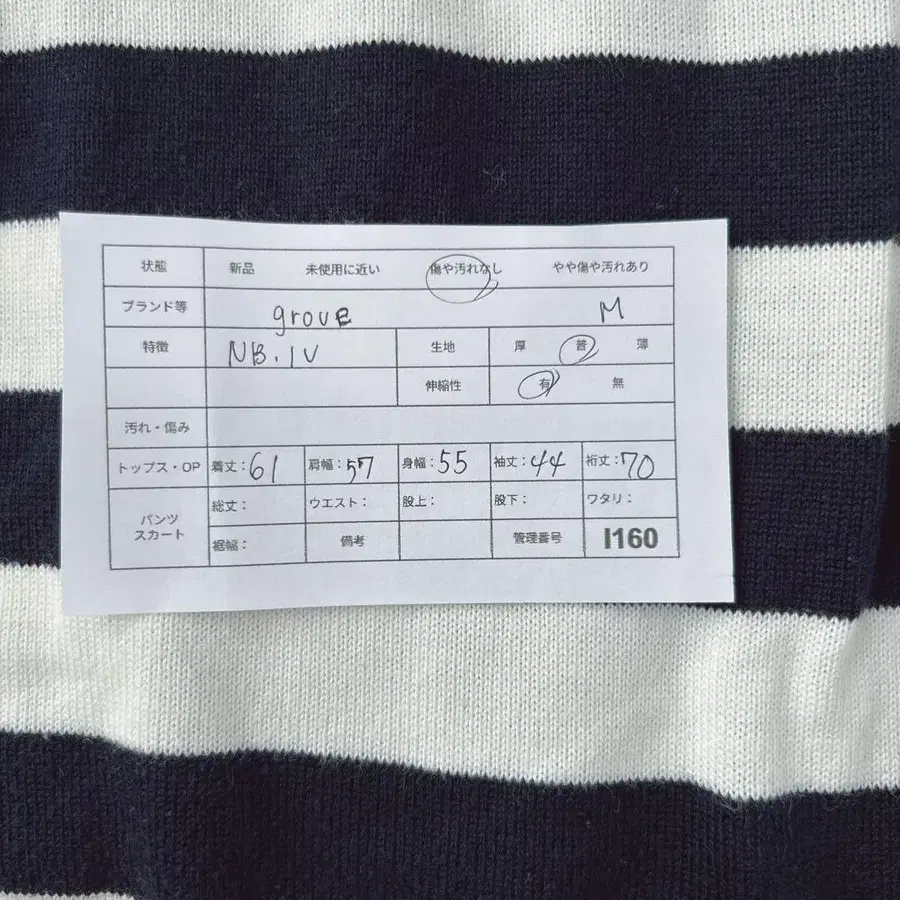 状態 新品 未使用に近い 傷や汚れなし やや傷や汚れあり
ブランド等 grove M
特徴 NB.IV 生地 厚 普 薄
伸縮性 有 無
汚れ・傷み
トップス・OP 着丈:61 肩幅:57 身幅:55 袖丈:44 裄丈:70
パンツ スカート 総丈: ウエスト: 股上: 股下: ワタリ:
裾幅: 備考 管理番号 I160